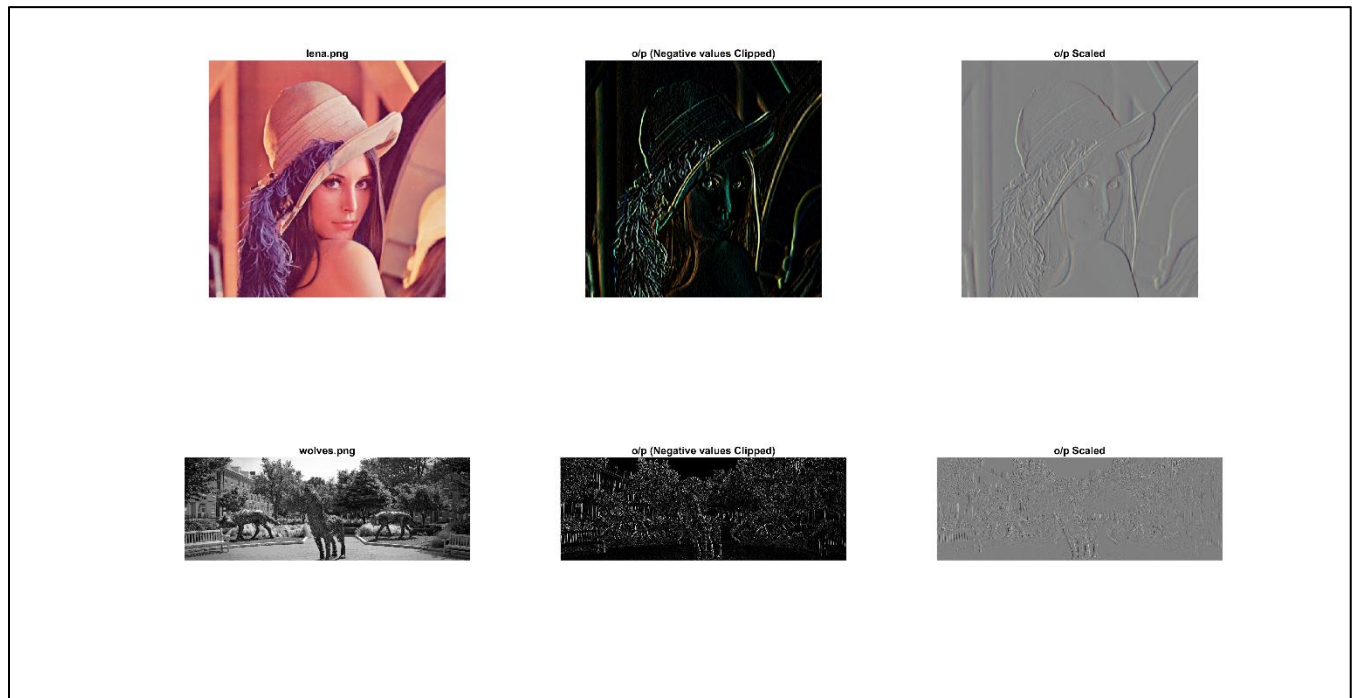 lena.png
o/p (Negative values Clipped)
o/p Scaled
wolves.png
o/p (Negative values Clipped)
o/p Scaled